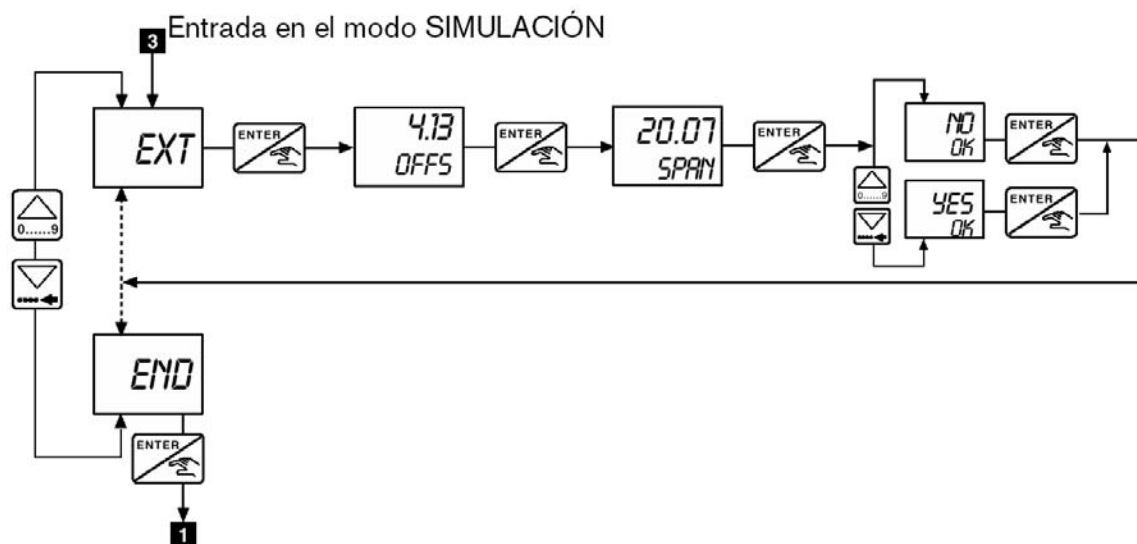 Entrada en el modo SIMULACIÓN
3
EXT
ENTER
4.13
OFFS
ENTER
20.07
SPAN
ENTER
NO
OK
ENTER
YES
OK
ENTER
0......9
0......9
END
ENTER
1